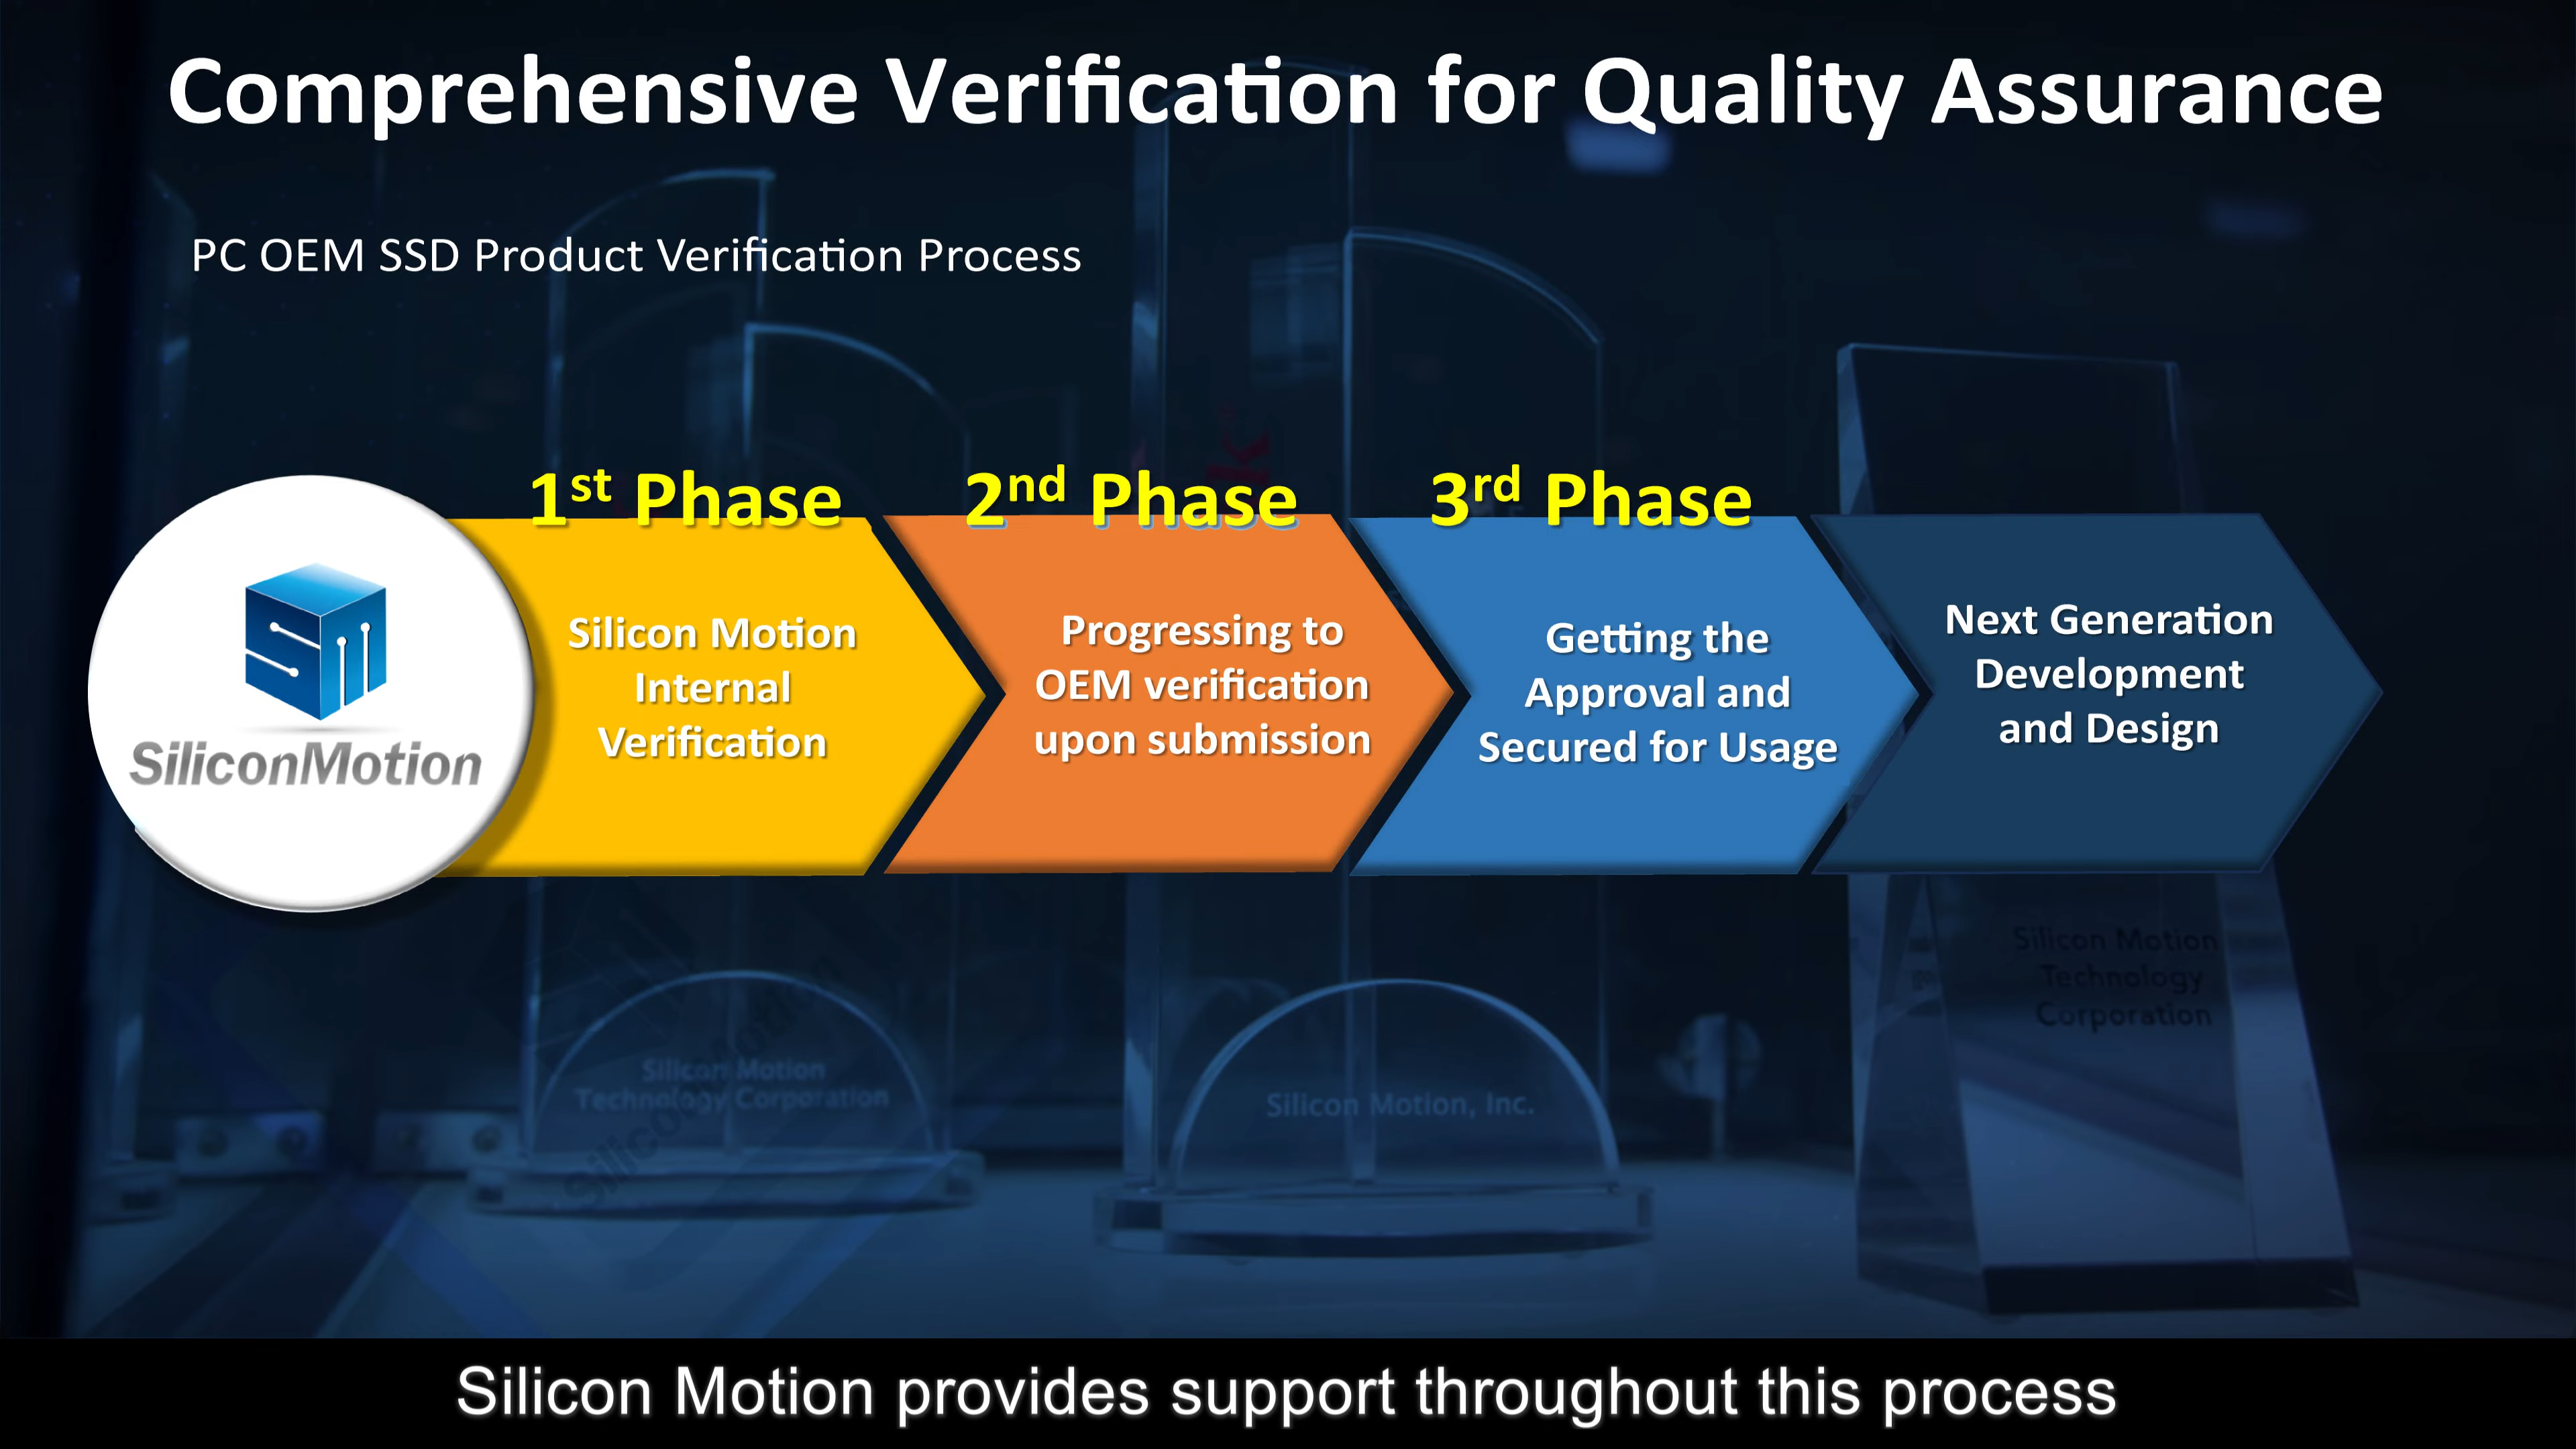 Comprehensive Verification for Quality Assurance
PC OEM SSD Product Verification Process
1st Phase
2nd Phase
3rd Phase
SiliconMotion
Silicon Motion
Internal
Verification
Progressing to
OEM verification
upon submission
Getting the
Approval and
Secured for Usage
Next Generation
Development
and Design
Silicon Motion
Technology
Corporation
Silicon Motion
Technology Corporation
Silicon Motion, Inc.
SiliconMotion
Silicon Motion provides support throughout this process